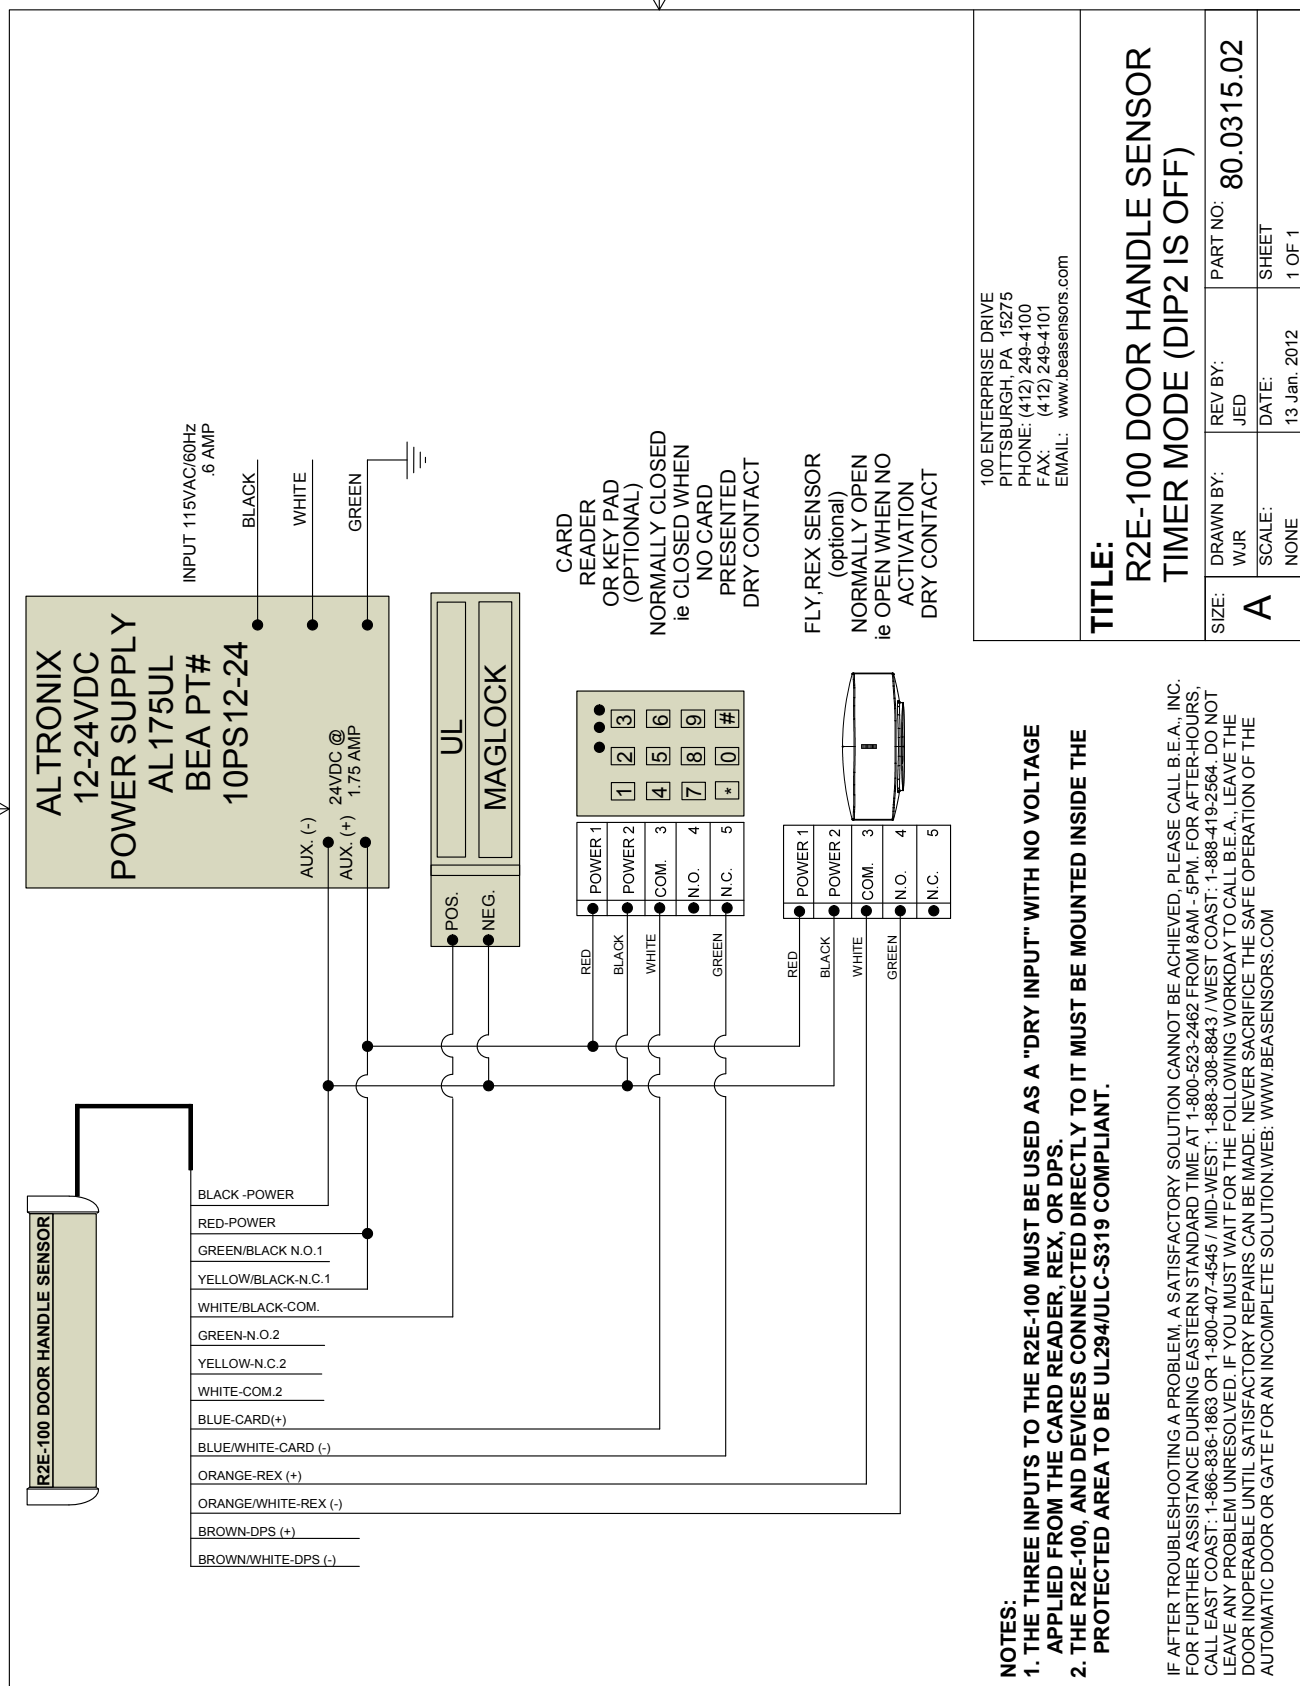 R2E-100 DOOR HANDLE SENSOR
BLACK -POWER
RED-POWER
GREEN/BLACK N.O.1
YELLOW/BLACK-N.C.1
WHITE/BLACK-COM.
GREEN-N.O.2
YELLOW-N.C.2
WHITE-COM.2
BLUE-CARD(+)
BLUE/WHITE-CARD (-)
ORANGE-REX (+)
ORANGE/WHITE-REX (-)
BROWN-DPS (+)
BROWN/WHITE-DPS (-)
ALTRONIX
12-24VDC
POWER SUPPLY
AL175UL
BEA PT#
10PS12-24
AUX. (-)
AUX. (+)
24VDC @
1.75 AMP
INPUT 115VAC/60Hz
.6 AMP
BLACK
WHITE
GREEN
POS.
NEG.
UL
MAGLOCK
RED
BLACK
WHITE
GREEN
POWER 1
POWER 2
COM. 3
N.O. 4
N.C. 5
1 2 3
4 5 6
7 8 9
* 0 #
CARD
READER
OR KEY PAD
(OPTIONAL)
NORMALLY CLOSED
ie CLOSED WHEN
NO CARD
PRESENTED
DRY CONTACT
RED
BLACK
WHITE
GREEN
POWER 1
POWER 2
COM. 3
N.O. 4
N.C. 5
FLY,REX SENSOR
(optional)
NORMALLY OPEN
ie OPEN WHEN NO
ACTIVATION
DRY CONTACT
NOTES:
1. THE THREE INPUTS TO THE R2E-100 MUST BE USED AS A "DRY INPUT" WITH NO VOLTAGE
APPLIED FROM THE CARD READER, REX, OR DPS.
2. THE R2E-100, AND DEVICES CONNECTED DIRECTLY TO IT MUST BE MOUNTED INSIDE THE
PROTECTED AREA TO BE UL294/ULC-S319 COMPLIANT.
IF AFTER TROUBLESHOOTING A PROBLEM, A SATISFACTORY SOLUTION CANNOT BE ACHIEVED, PLEASE CALL B.E.A., INC.
FOR FURTHER ASSISTANCE DURING EASTERN STANDARD TIME AT 1-800-523-2462 FROM 8AM - 5PM. FOR AFTER-HOURS,
CALL EAST COAST: 1-866-836-1863 OR 1-800-407-4545 / MID-WEST: 1-888-308-8843 / WEST COAST: 1-888-419-2564. DO NOT
LEAVE ANY PROBLEM UNRESOLVED. IF YOU MUST WAIT FOR THE FOLLOWING WORKDAY TO CALL B.E.A., LEAVE THE
DOOR INOPERABLE UNTIL SATISFACTORY REPAIRS CAN BE MADE. NEVER SACRIFICE THE SAFE OPERATION OF THE
AUTOMATIC DOOR OR GATE FOR AN INCOMPLETE SOLUTION.WEB: WWW.BEASENSORS.COM
100 ENTERPRISE DRIVE
PITTSBURGH, PA 15275
PHONE: (412) 249-4100
FAX: (412) 249-4101
EMAIL: www.beasensors.com
TITLE:
R2E-100 DOOR HANDLE SENSOR
TIMER MODE (DIP2 IS OFF)
SIZE:
A
DRAWN BY:
WJR
REV BY:
JED
PART NO:
80.0315.02
SCALE:
NONE
DATE:
13 Jan. 2012
SHEET
1 OF 1